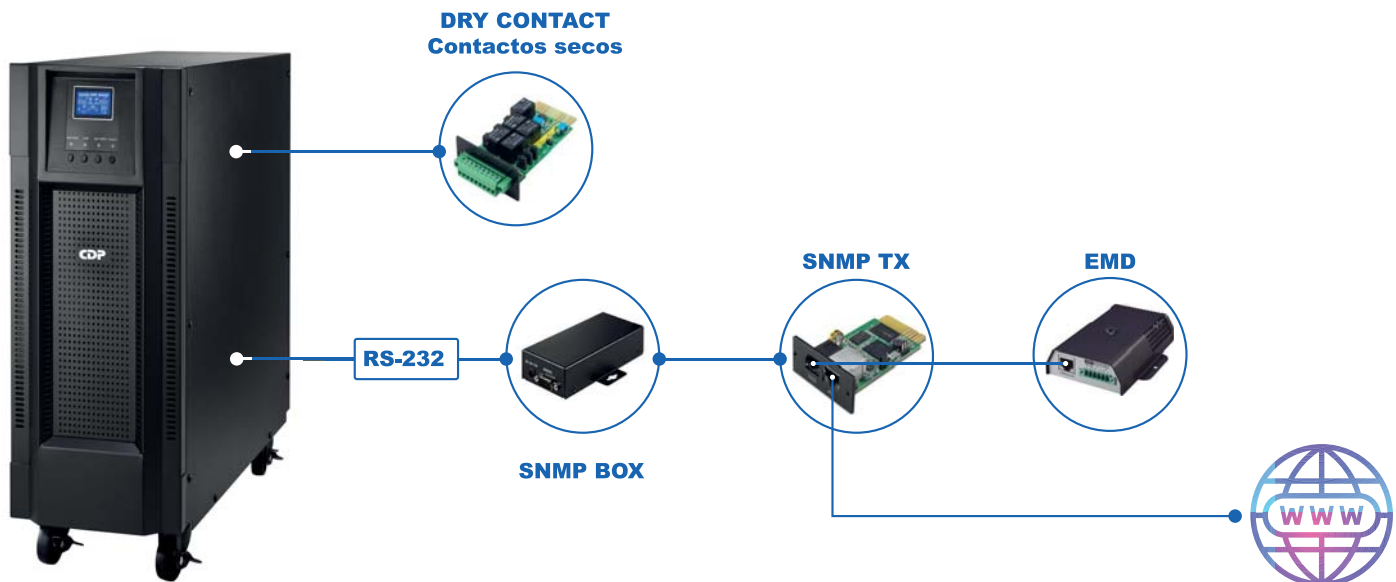 DRY CONTACT
Contactos secos
CDP
SNMP TX
EMD
RS-232
SNMP BOX
WWW